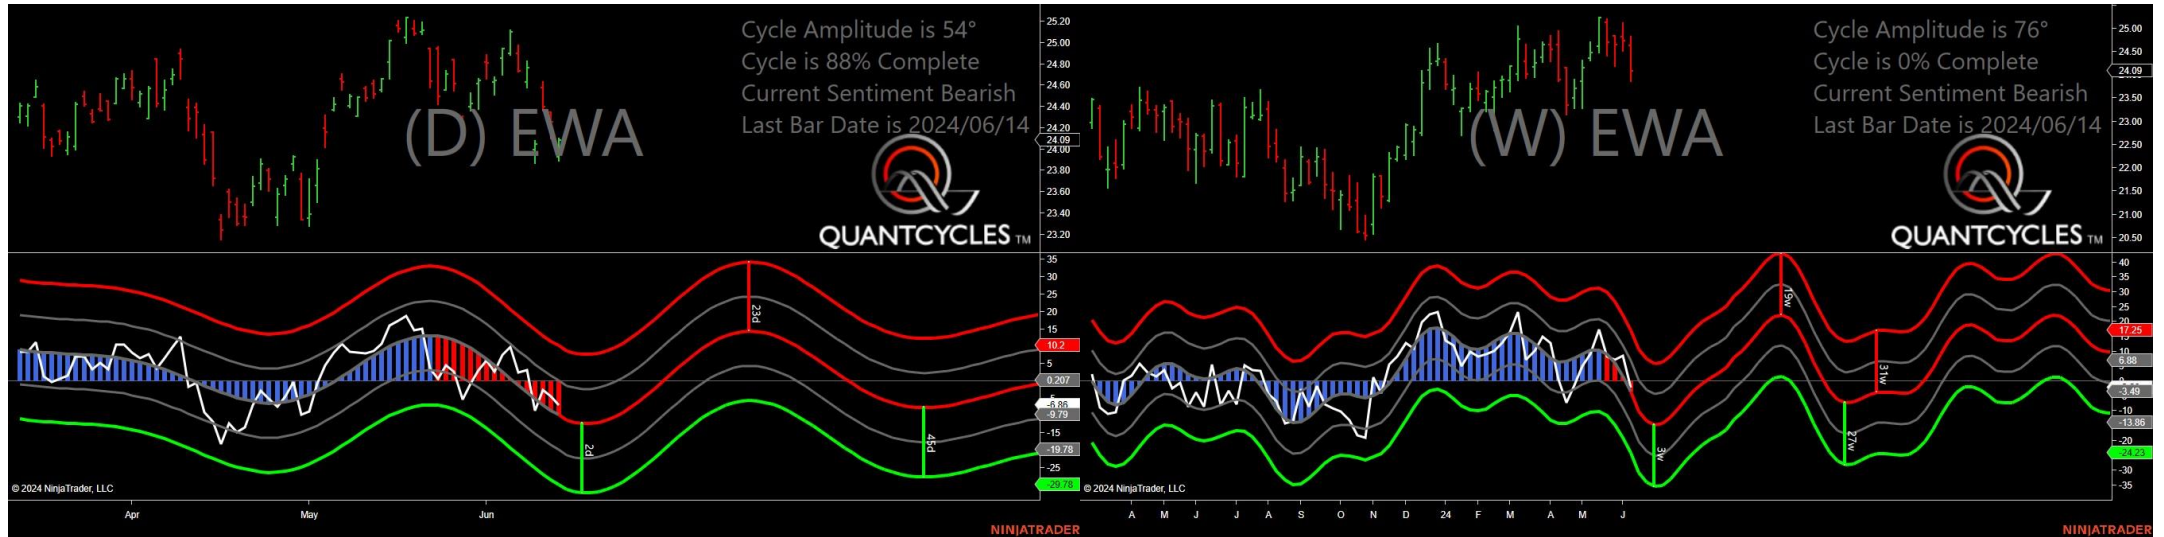 Cycle Amplitude is 54°
Cycle is 88% Complete
Current Sentiment Bearish
Last Bar Date is 2024/06/14
(D) EWA
QUANTCYCLES TM
25.20
25.00
24.80
24.60
24.40
24.20
24.09
24.00
23.80
23.60
23.40
23.20
35
30
25
20
15
10.2
5
0.207
-6.86
-9.79
-15
-19.78
-25
-29.78
23d
2d
45d
© 2024 NinjaTrader, LLC
Apr May Jun
NINJATRADER
Cycle Amplitude is 76°
Cycle is 0% Complete
Current Sentiment Bearish
Last Bar Date is 2024/06/14
(W) EWA
QUANTCYCLES TM
25.00
24.50
24.09
23.50
23.00
22.50
22.00
21.50
21.00
20.50
40
35
30
25
20
17.25
10
6.88
-3.49
-10
-13.86
-20
-24.23
-30
-35
19w
31w
27w
3w
© 2024 NinjaTrader, LLC
A M J J A S O N D 24 F M A M J
NINJATRADER